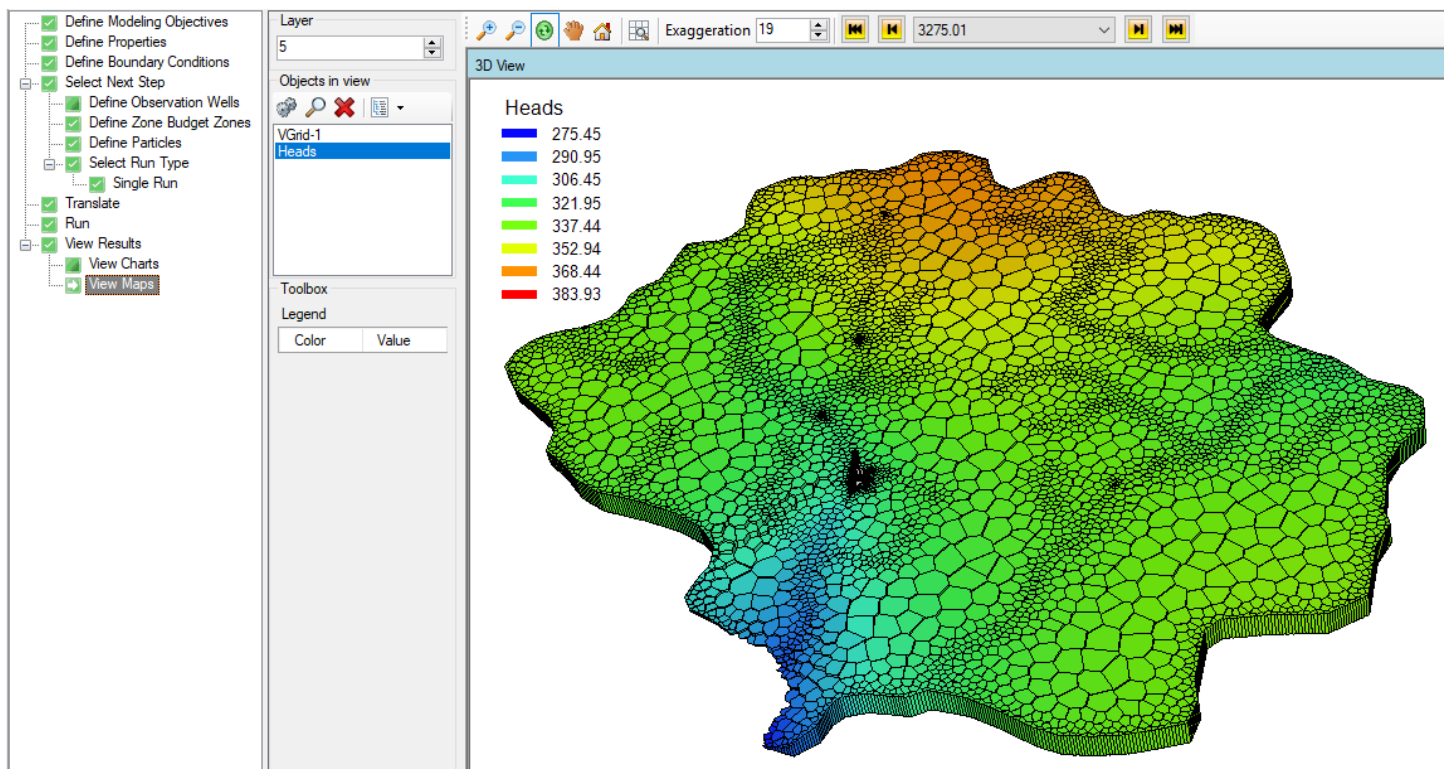 Define Modeling Objectives
Define Properties
Define Boundary Conditions
Select Next Step
Define Observation Wells
Define Zone Budget Zones
Define Particles
Select Run Type
Single Run
Translate
Run
View Results
View Charts
View Maps
Layer
5
Objects in view
VGrid-1
Heads
Toolbox
Legend
Color Value
Exaggeration 19 3275.01
3D View
Heads
275.45
290.95
306.45
321.95
337.44
352.94
368.44
383.93